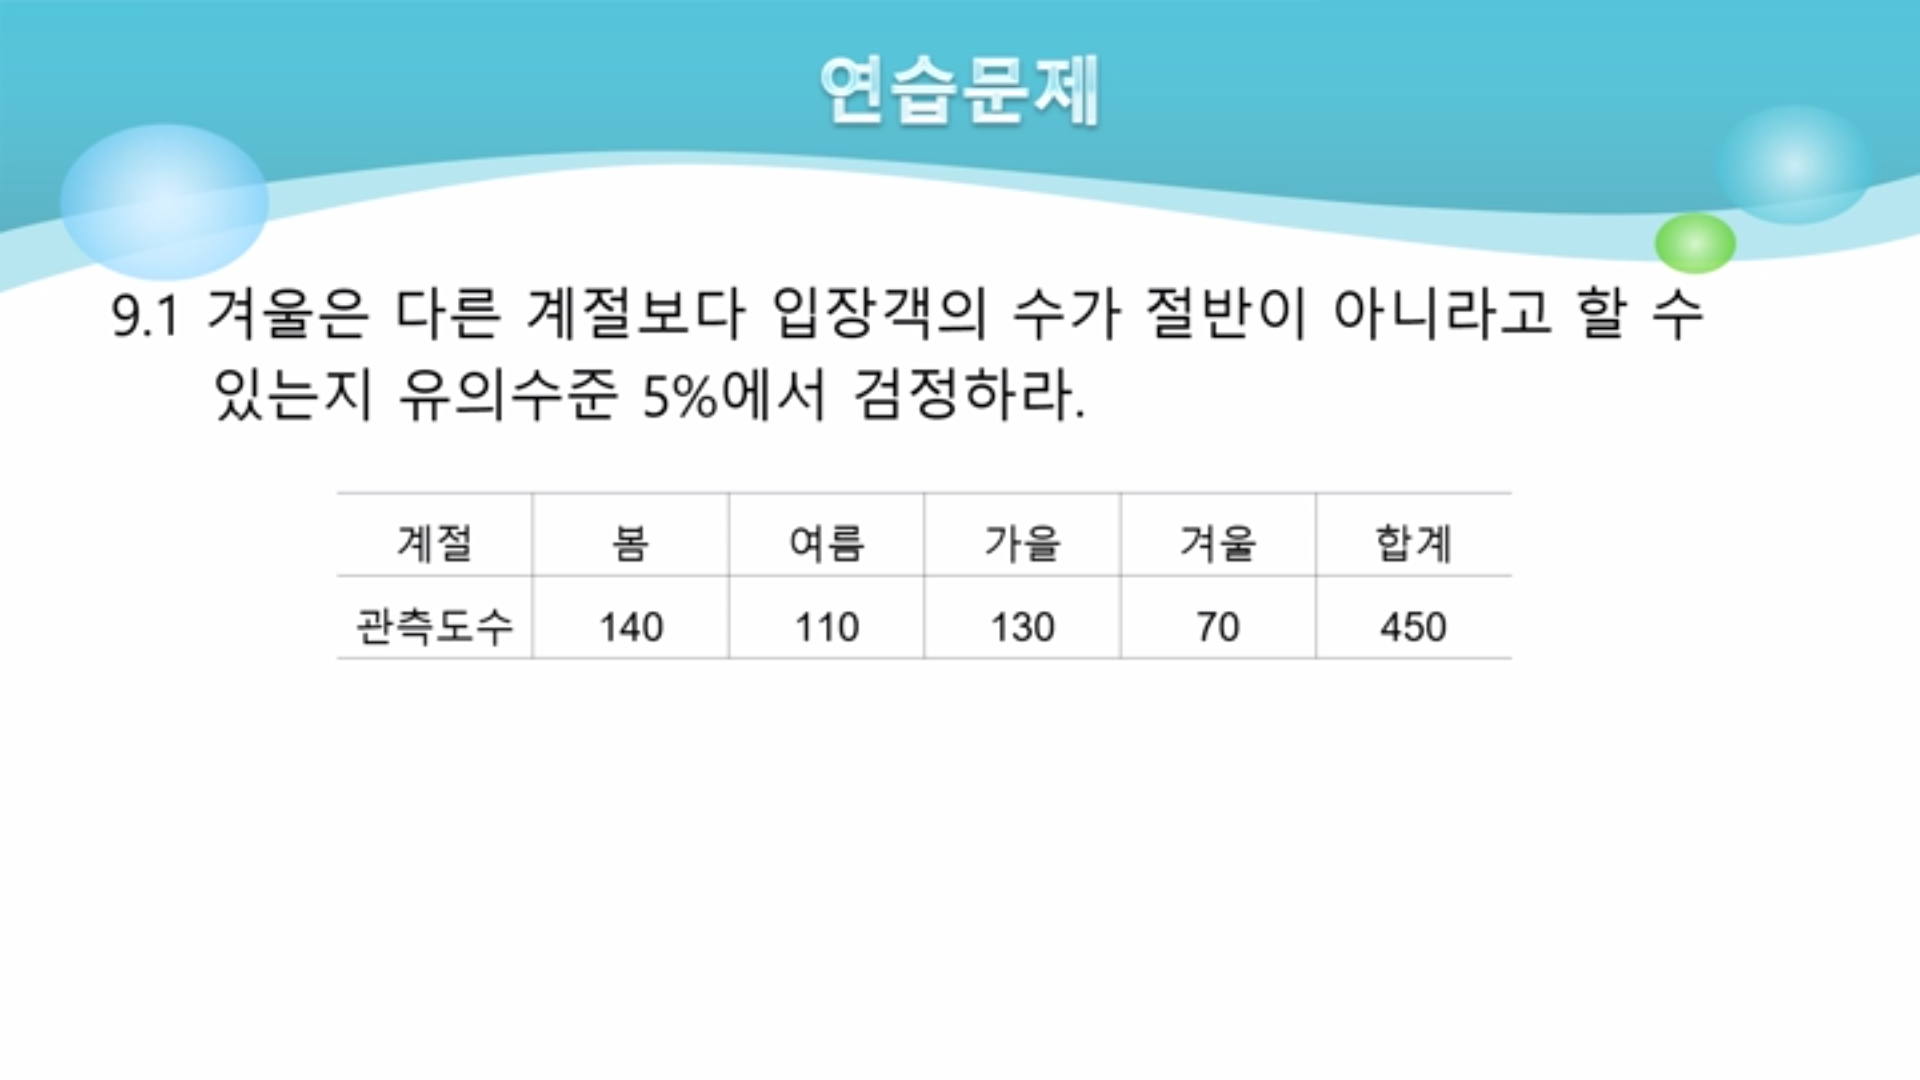 연습문제
9.1 겨울은 다른 계절보다 입장객의 수가 절반이 아니라고 할 수
있는지 유의수준 5%에서 검정하라.
계절 봄 여름 가을 겨울 합계
관측도수 140 110 130 70 450